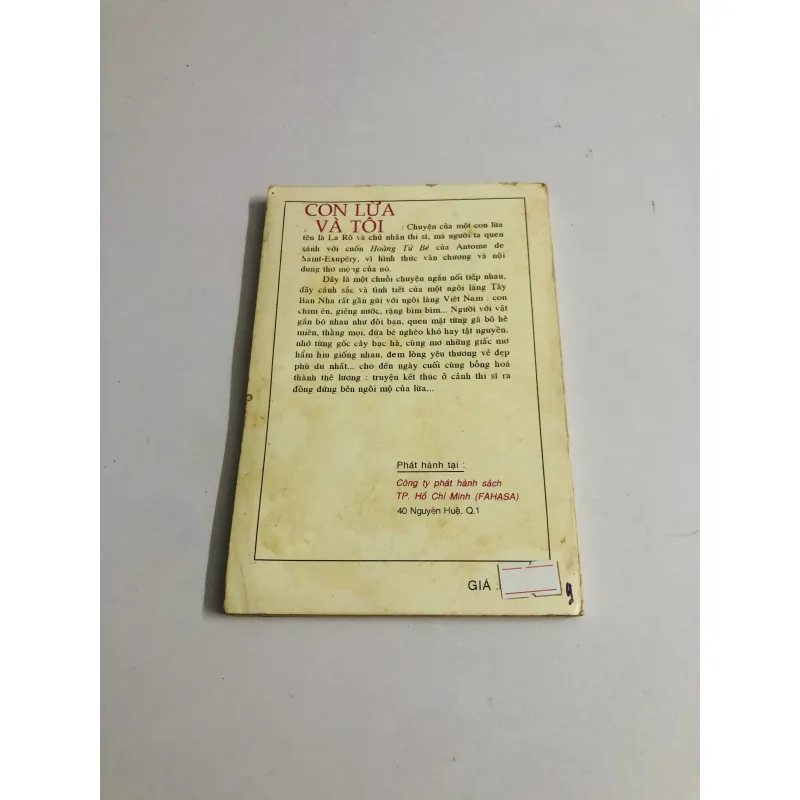 CON LỪA
VÀ TÔI : Chuyện của một con lừa
tên là La Rô và chủ nhân thi sĩ, mà người ta quen
sánh với cuốn Hoàng Tử Bé của Antome de
Saint-Exupéry, vì hình thức văn chương và nội
dung thơ mộng của nó.
Đây là một chuỗi chuyện ngắn nối tiếp nhau,
đầy cảnh sắc và tình tiết của một ngôi làng Tây
Ban Nha rất gần gũi với ngôi làng Việt Nam : con
chim én, giêng nước, rặng bìm bìm... Người với vật
gắn bó nhau như đôi bạn, quen mặt từng gã bô hê
miên, thằng mọi, đứa bé nghèo khó hay tật nguyền,
nhớ từng gốc cây bạc hà, cùng mơ những giấc mơ
hẩm hiu giống nhau, đem lòng yêu thương vẻ đẹp
phù du nhất... cho đến ngày cuối cùng bỗng hoá
thành thê lương : truyện kết thúc ở cảnh thi sĩ ra
đồng đứng bên ngôi mộ của lừa...
Phát hành tại :
Công ty phát hành sách
TP. Hồ Chí Minh (FAHASA)
40 Nguyễn Huệ, Q.1
GIÁ :
9